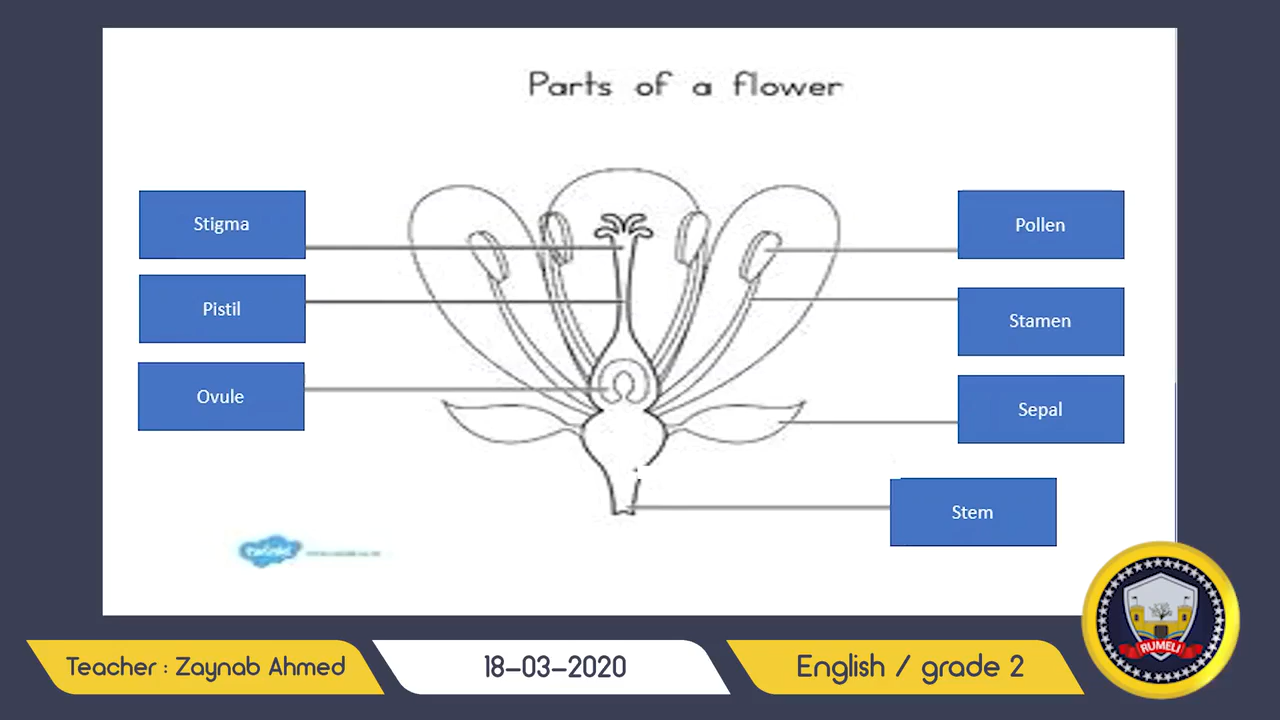 Parts of a flower
Stigma
Pollen
Pistil
Stamen
Ovule
Sepal
Stem
twinkl
Teacher : Zaynab Ahmed
18-03-2020
English / grade 2
RUMELI